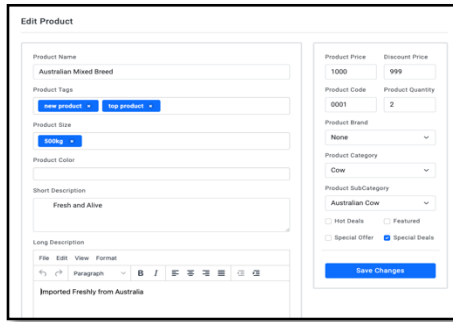 Edit Product
Product Name
Australian Mixed Breed
Product Tags
new product × top product ×
Product Size
500kg ×
Product Color
Short Description
Fresh and Alive
Long Description
File Edit View Format
Paragraph B I
Imported Freshly from Australia
Product Price Discount Price
1000 999
Product Code Product Quantity
0001 2
Product Brand
None
Product Category
Cow
Product SubCategory
Australian Cow
Hot Deals Featured
Special Offer Special Deals
Save Changes